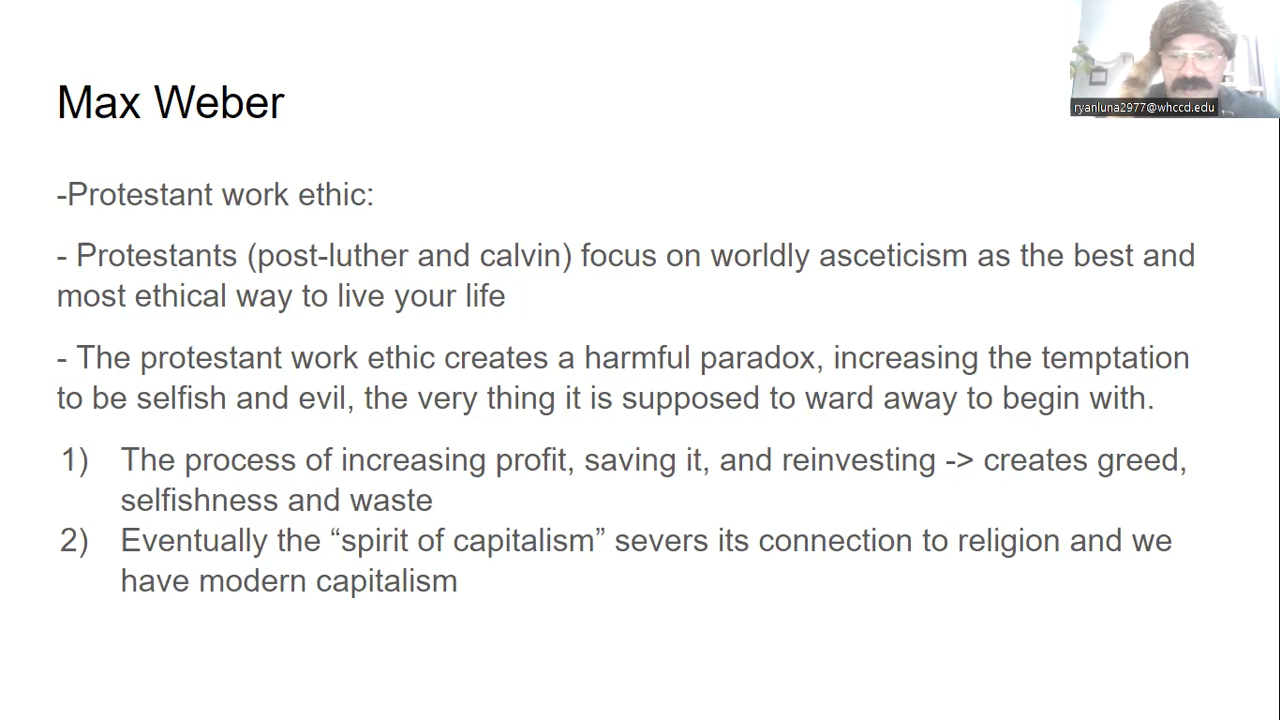 Max Weber
ryanluna2977@whccd.edu
-Protestant work ethic:
- Protestants (post-luther and calvin) focus on worldly asceticism as the best and
most ethical way to live your life
- The protestant work ethic creates a harmful paradox, increasing the temptation
to be selfish and evil, the very thing it is supposed to ward away to begin with.
1) The process of increasing profit, saving it, and reinvesting -> creates greed,
selfishness and waste
2) Eventually the “spirit of capitalism” severs its connection to religion and we
have modern capitalism